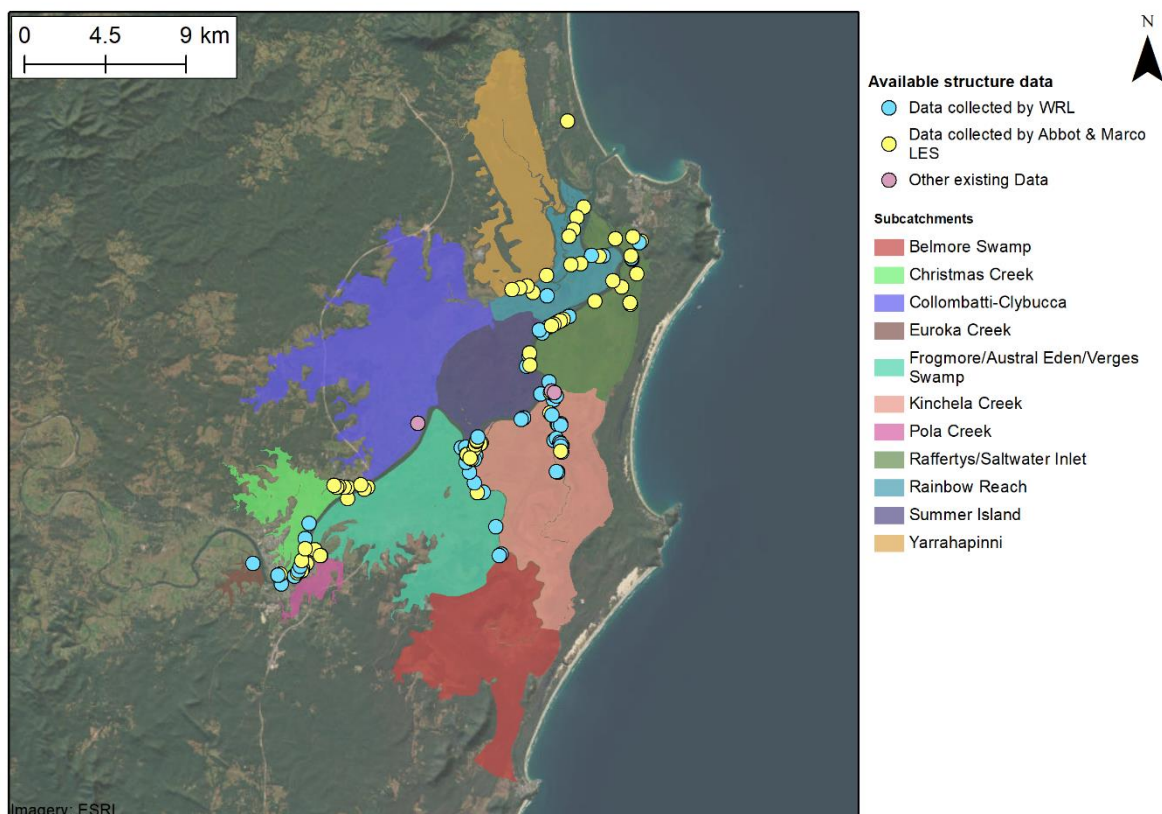 0 4.5 9 km
N
Available structure data
Data collected by WRL
Data collected by Abbot & Marco
LES
Other existing Data
Subcatchments
Belmore Swamp
Christmas Creek
Collombatti-Clybucca
Euroka Creek
Frogmore/Austral Eden/Verges
Swamp
Kinchela Creek
Pola Creek
Raffertys/Saltwater Inlet
Rainbow Reach
Summer Island
Yarrahapinni
Imagery: ESRI